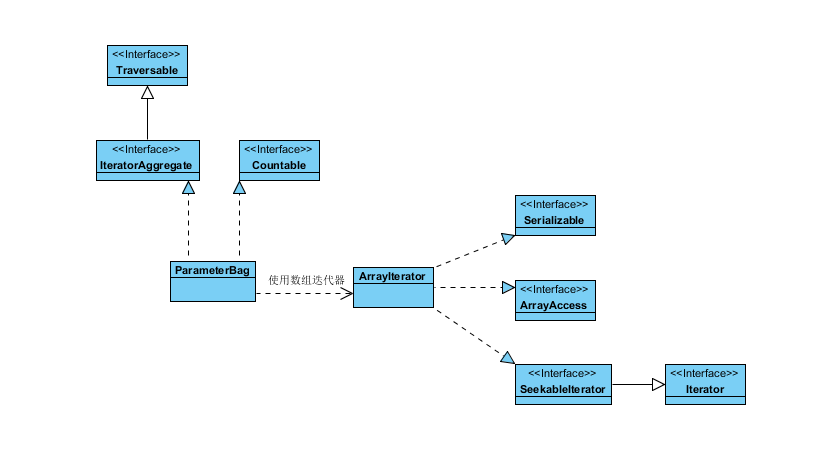 <<Interface>>
Traversable
<<Interface>>
IteratorAggregate
<<Interface>>
Countable
ParameterBag
使用数组迭代器
ArrayIterator
<<Interface>>
Serializable
<<Interface>>
ArrayAccess
<<Interface>>
SeekableIterator
<<Interface>>
Iterator